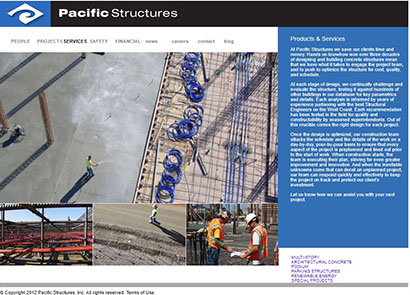 Pacific Structures
PEOPLE PROJECTS SERVICES SAFETY FINANCIAL news careers contact blog
Products & Services
At Pacific Structures we save our clients time and
money. Hands on knowhow won over three decades
of designing and building concrete structures mean
that we have what it takes to engage the project team,
and to push to optimize the structure for cost, quality,
and schedule.
At each stage of design, we continually challenge and
evaluate the structure, testing it against hundreds of
other buildings in our database for key parametrics
and details. Each analysis is informed by years of
experience partnering with the best Structural
Engineers on the West Coast. Each recommendation
has been tested in the field for quality and
constructability by seasoned superintendents. Out of
this crucible comes the right design for each project.
Once the design is optimized, our construction team
attacks the schedule and the details of the work on a
day-by-day, pour-by-pour basis to ensure that every
aspect of the project is preplanned and lined out prior
to the start of work. When construction starts, the
team is executing their plan, striving for even greater
improvement and innovation. And when the inevitable
unknowns come that can derail an unplanned project,
our team can respond quickly and effectively to keep
the project on track and protect our client's
investment.
Let us know how we can assist you with your next
project.
MULTI-STORY
ARCHITECTURAL CONCRETE
PODIUM
PARKING STRUCTURES
RENEWABLE ENERGY
SPECIAL PROJECTS
© Copyright 2012 Pacific Structures, Inc. All rights reserved. Terms of Use.